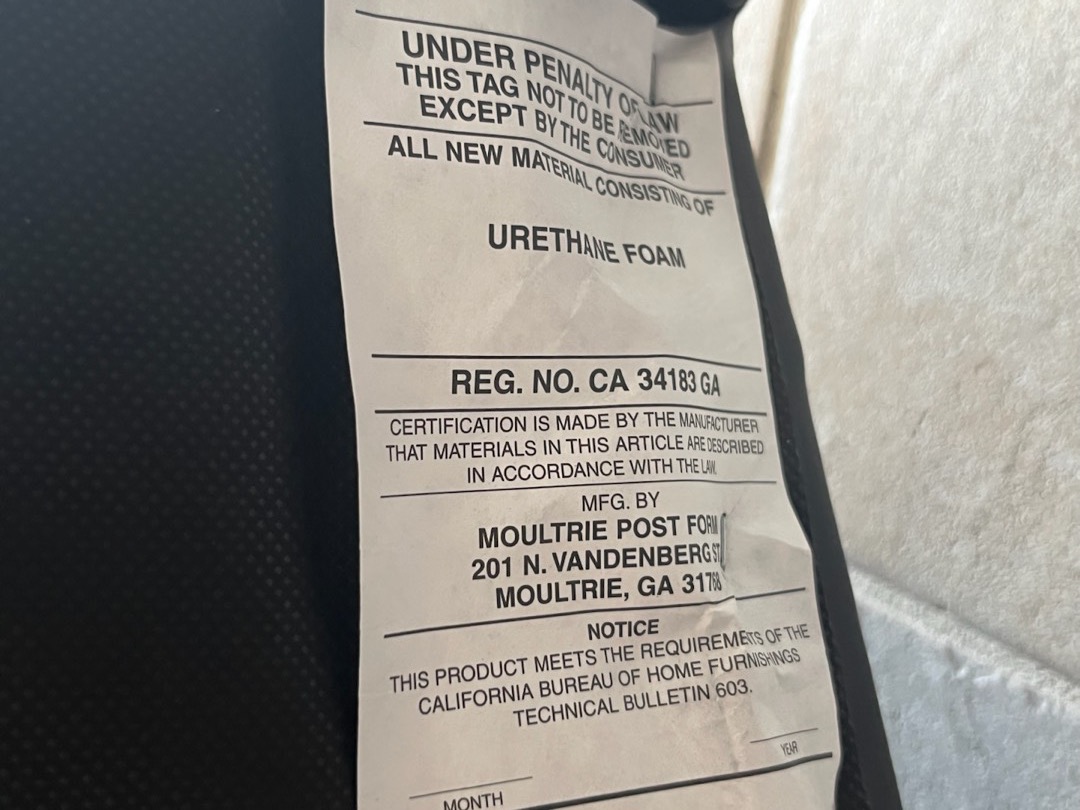 UNDER PENALTY OF LAW
THIS TAG NOT TO BE REMOVED
EXCEPT BY THE CONSUMER
ALL NEW MATERIAL CONSISTING OF
URETHANE FOAM
REG. NO. CA 34183 GA
CERTIFICATION IS MADE BY THE MANUFACTURER
THAT MATERIALS IN THIS ARTICLE ARE DESCRIBED
IN ACCORDANCE WITH THE LAW.
MFG. BY
MOULTRIE POST FORM
201 N. VANDENBERG ST
MOULTRIE, GA 31768
NOTICE
THIS PRODUCT MEETS THE REQUIREMETS OF THE
CALIFORNIA BUREAU OF HOME FURNISHINGS
TECHNICAL BULLETIN 603.
YEAR
MONTH